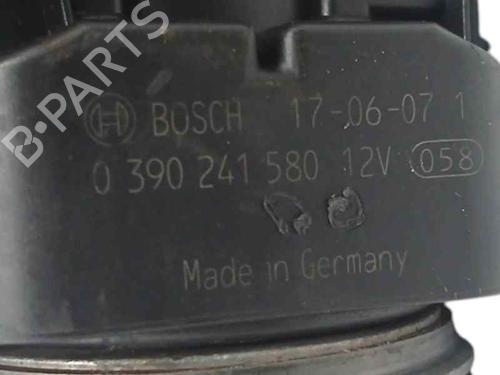 BOSCH 17-06-07 1
0 390 241 580 12V 058
Made in Germany
B-PARTS